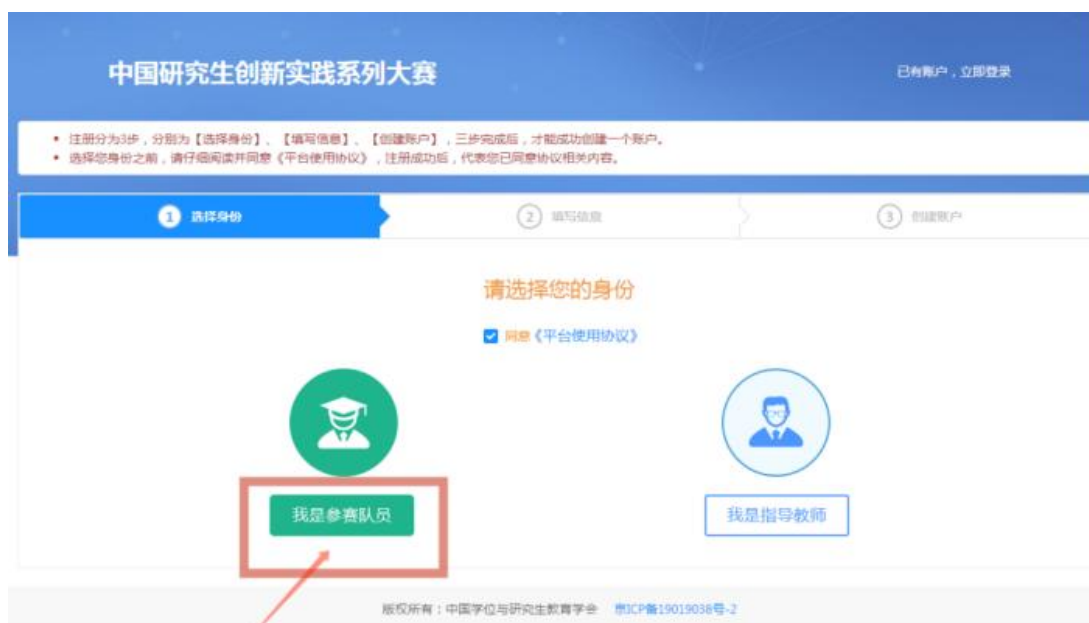 中国研究生创新实践系列大赛
已有账户，立即登录
注册分为3步，分别为【选择身份】、【填写信息】、【创建账户】，三步完成后，才能成功创建一个账户。
选择您身份之前，请仔细阅读并同意《平台使用协议》，注册成功后，代表您已同意协议相关内容。
1 选择身份
2 填写信息
3 创建账户
请选择您的身份
同意《平台使用协议》
我是参赛队员
我是指导教师
版权所有：中国学位与研究生教育学会 京ICP备19019038号-2